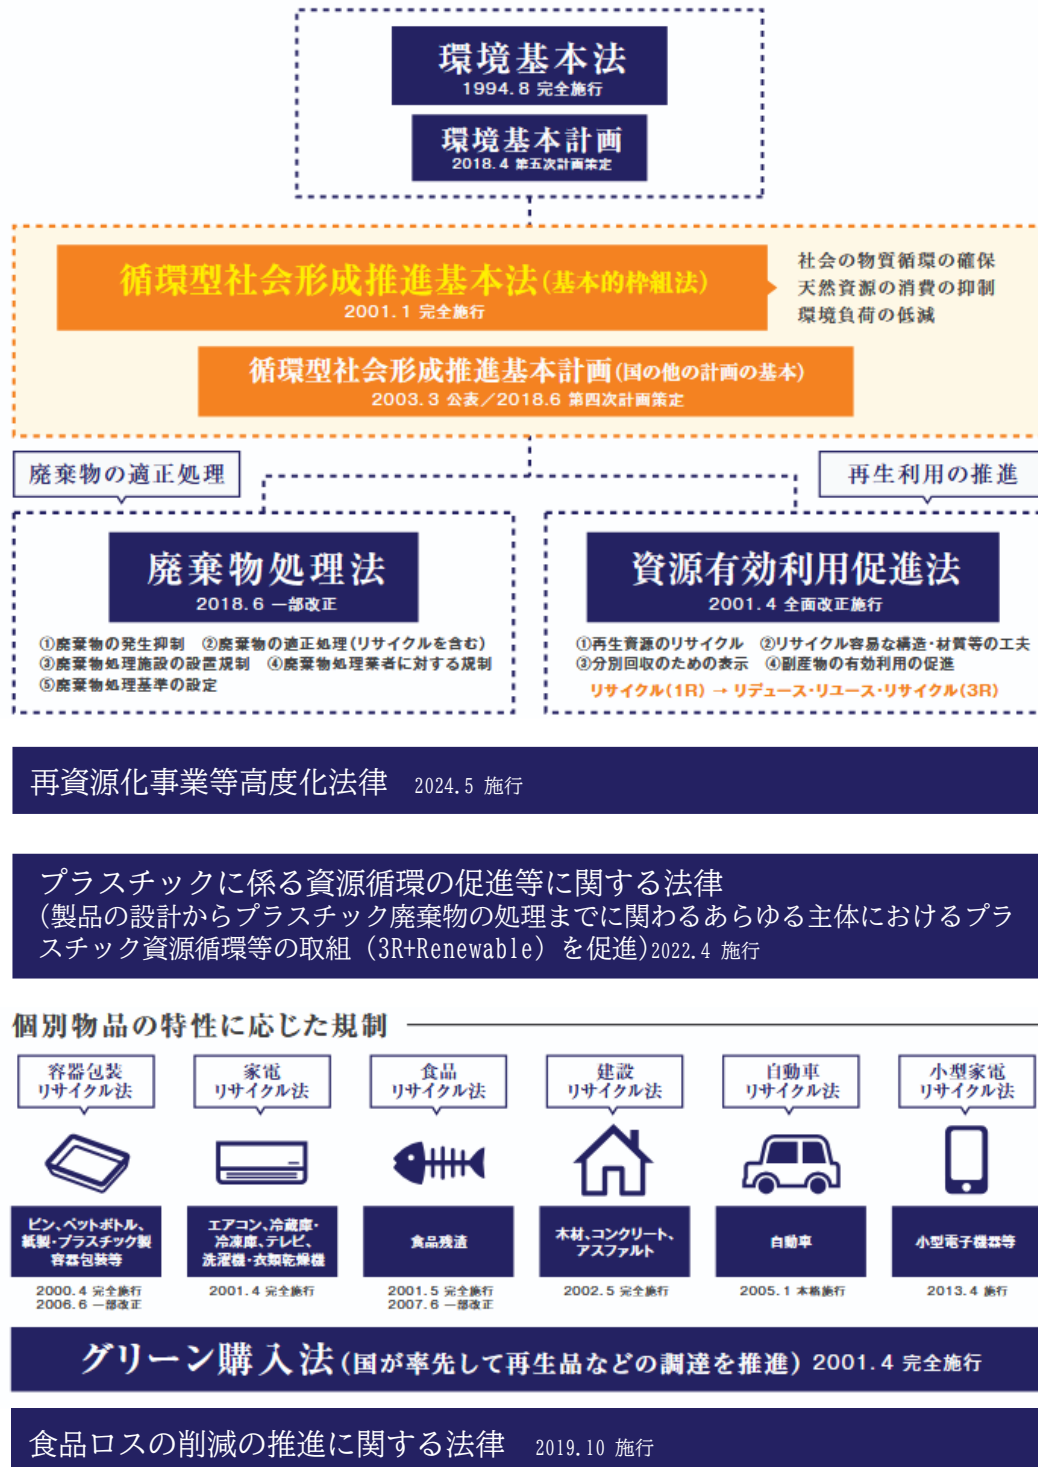 環境基本法
1994.8 完全施行
環境基本計画
2018.4 第五次計画策定
循環型社会形成推進基本法(基本的枠組法)
2001.1 完全施行
社会の物質循環の確保
天然資源の消費の抑制
環境負荷の低減
循環型社会形成推進基本計画(国の他の計画の基本)
2003.3 公表／2018.6 第四次計画策定
廃棄物の適正処理
再生利用の推進
廃棄物処理法
2018.6 一部改正
①廃棄物の発生抑制 ②廃棄物の適正処理(リサイクルを含む)
③廃棄物処理施設の設置規制 ④廃棄物処理業者に対する規制
⑤廃棄物処理基準の設定
資源有効利用促進法
2001.4 全面改正施行
①再生資源のリサイクル ②リサイクル容易な構造・材質等の工夫
③分別回収のための表示 ④副産物の有効利用の促進
リサイクル(1R) → リデュース・リユース・リサイクル(3R)
再資源化事業等高度化法律 2024.5 施行
プラスチックに係る資源循環の促進等に関する法律
(製品の設計からプラスチック廃棄物の処理までに関わるあらゆる主体におけるプラ
スチック資源循環等の取組（3R+Renewable）を促進)2022.4 施行
個別物品の特性に応じた規制
容器包装
リサイクル法
ビン、ペットボトル、
紙製・プラスチック製
容器包装等
2000.4 完全施行
2006.6 一部改正
家電
リサイクル法
エアコン、冷蔵庫・
冷凍庫、テレビ、
洗濯機・衣類乾燥機
2001.4 完全施行
食品
リサイクル法
食品残渣
2001.5 完全施行
2007.6 一部改正
建設
リサイクル法
木材、コンクリート、
アスファルト
2002.5 完全施行
自動車
リサイクル法
自動車
2005.1 本格施行
小型家電
リサイクル法
小型電子機器等
2013.4 施行
グリーン購入法(国が率先して再生品などの調達を推進) 2001.4 完全施行
食品ロスの削減の推進に関する法律 2019.10 施行